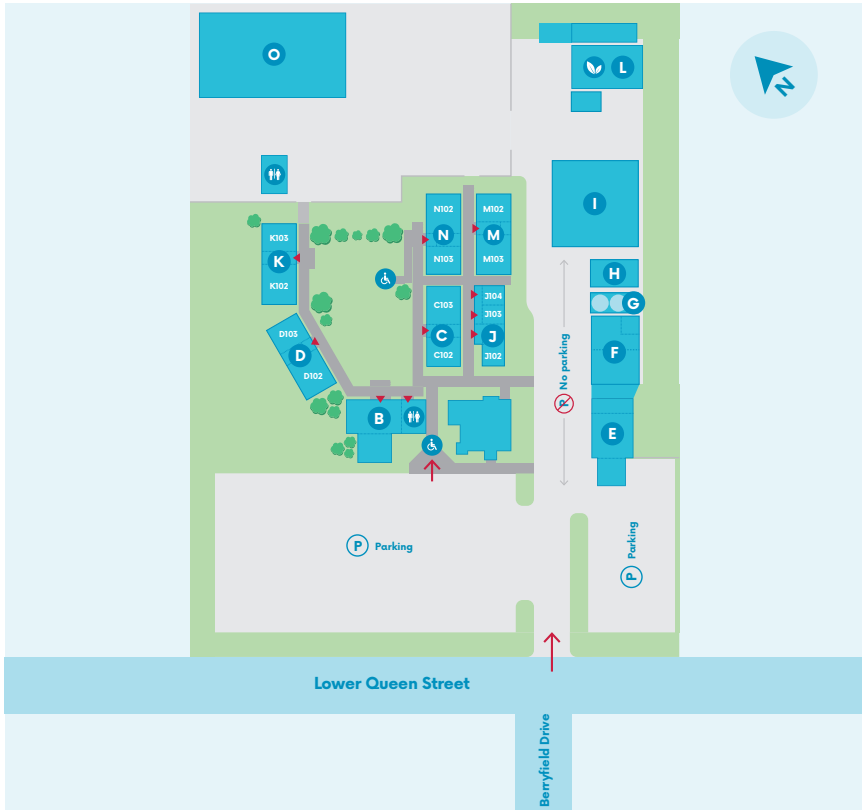 O
L
N
I
N102
M102
N
M
N103
M103
K103
K
K102
H
G
C103
J104
J103
C
J
C102
J102
F
P No parking
D103
D
D102
B
E
P Parking
P Parking
Lower Queen Street
Berryfield Drive